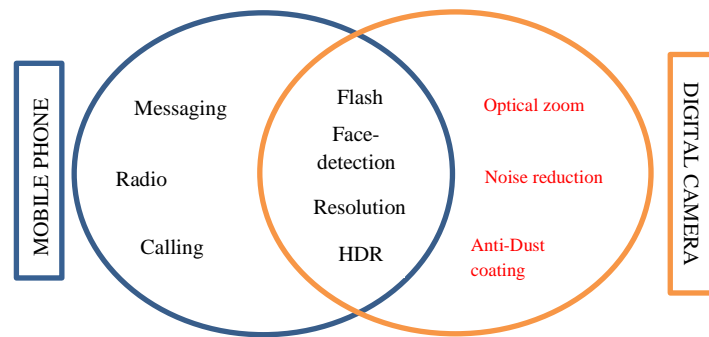 MOBILE PHONE
Messaging
Radio
Calling
Flash
Face-
detection
Resolution
HDR
Optical zoom
Noise reduction
Anti-Dust
coating
DIGITAL CAMERA